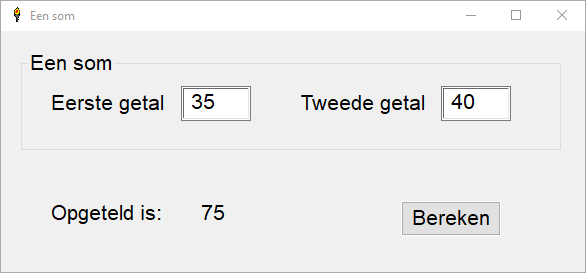 Een som
Een som
Eerste getal 35 Tweede getal 40
Opgeteld is: 75 Bereken